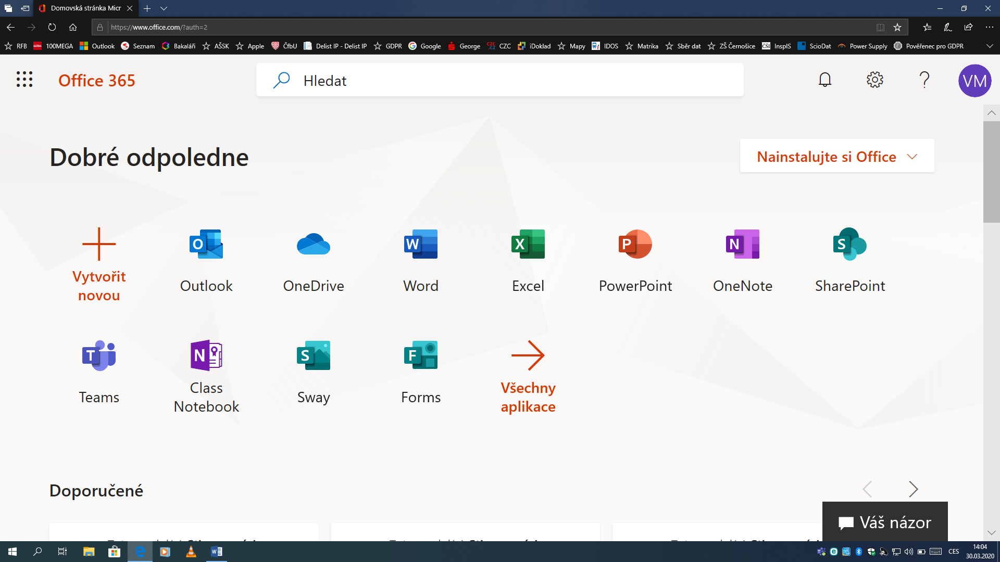 Domovská stránka Micr
https://www.office.com/?auth=2
RFB 100MEGA Outlook Seznam Bakaláři AŠSK Apple ČfbU Delist IP - Delist IP GDPR Google George CZC iDoklad Mapy IDOS Matrika Sběr dat ZŠ Černošice InspIS ScioDat Power Supply Pověřenec pro GDPR
Office 365 Hledat VM
Dobré odpoledne Nainstalujte si Office
Vytvořit novou
Outlook OneDrive Word Excel PowerPoint OneNote SharePoint
Teams
Class Notebook
Sway Forms
Všechny aplikace
Doporučené
Váš názor
CES
14:04
30.03.2020